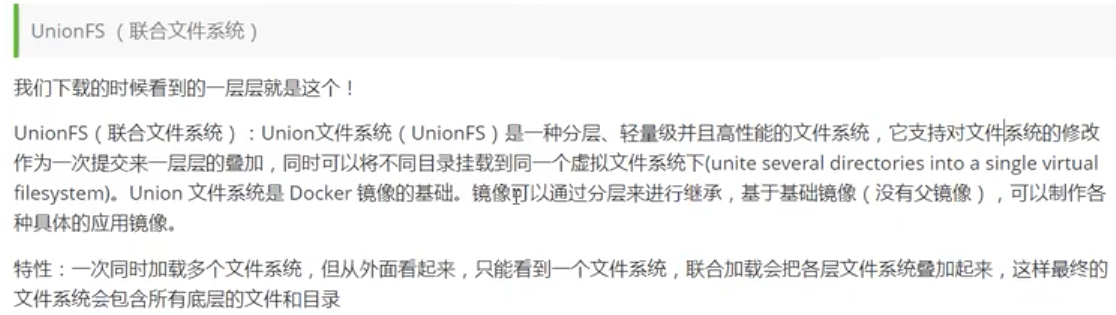 UnionFS （联合文件系统）
我们下载的时候看到的一层层就是这个！
UnionFS（联合文件系统）：Union文件系统（UnionFS）是一种分层、轻量级并且高性能的文件系统，它支持对文件系统的修改
作为一次提交来一层层的叠加，同时可以将不同目录挂载到同一个虚拟文件系统下(unite several directories into a single virtual
filesystem)。Union 文件系统是 Docker 镜像的基础。镜像可以通过分层来进行继承，基于基础镜像（没有父镜像），可以制作各
种具体的应用镜像。
特性：一次同时加载多个文件系统，但从外面看起来，只能看到一个文件系统，联合加载会把各层文件系统叠加起来，这样最终的
文件系统会包含所有底层的文件和目录